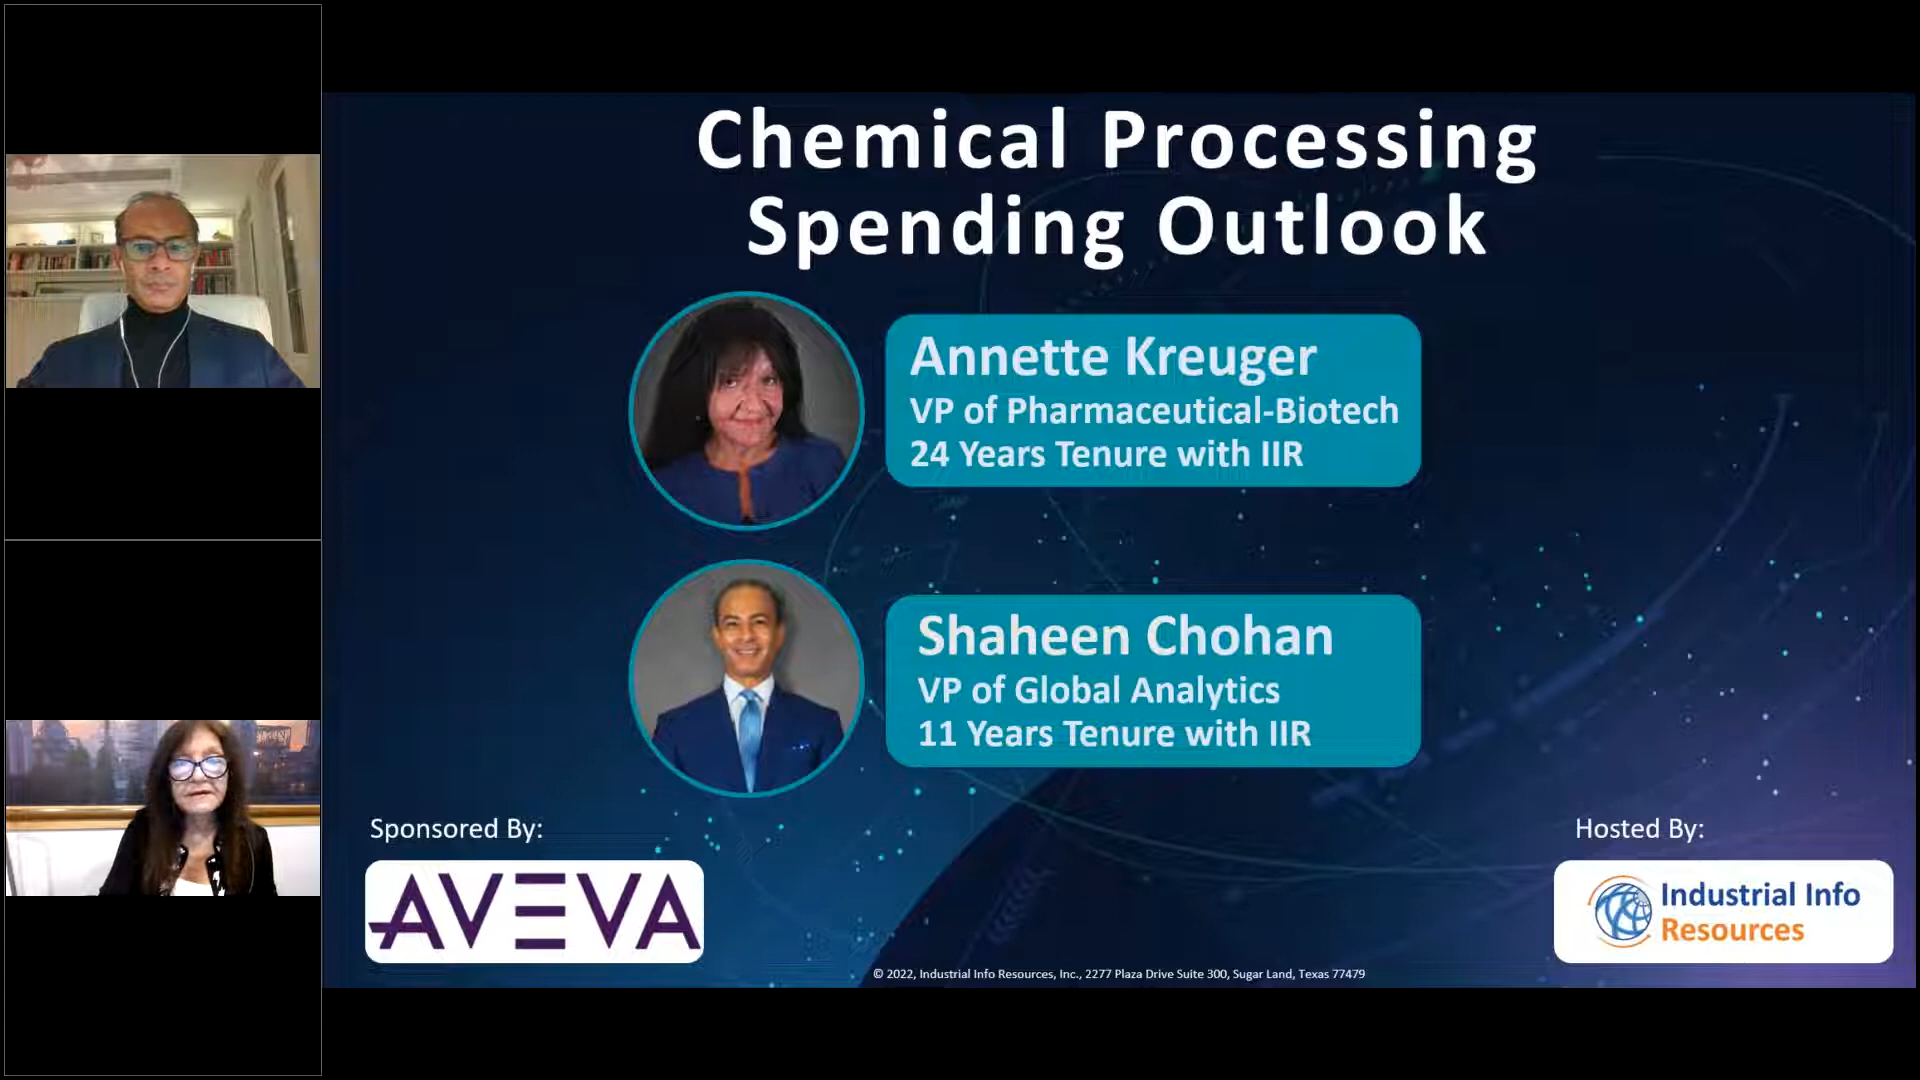 Chemical Processing
Spending Outlook
Annette Kreuger
VP of Pharmaceutical-Biotech
24 Years Tenure with IIR
Shaheen Chohan
VP of Global Analytics
11 Years Tenure with IIR
Sponsored By:
AVEVA
Hosted By:
Industrial Info
Resources
© 2022, Industrial Info Resources, Inc., 2277 Plaza Drive Suite 300, Sugar Land, Texas 77479